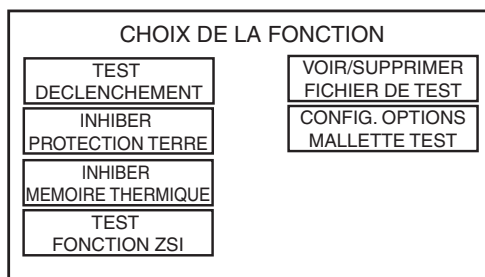 CHOIX DE LA FONCTION
TEST
DECLENCHEMENT
INHIBER
PROTECTION TERRE
INHIBER
MEMOIRE THERMIQUE
TEST
FONCTION ZSI
VOIR/SUPPRIMER
FICHIER DE TEST
CONFIG. OPTIONS
MALLETTE TEST